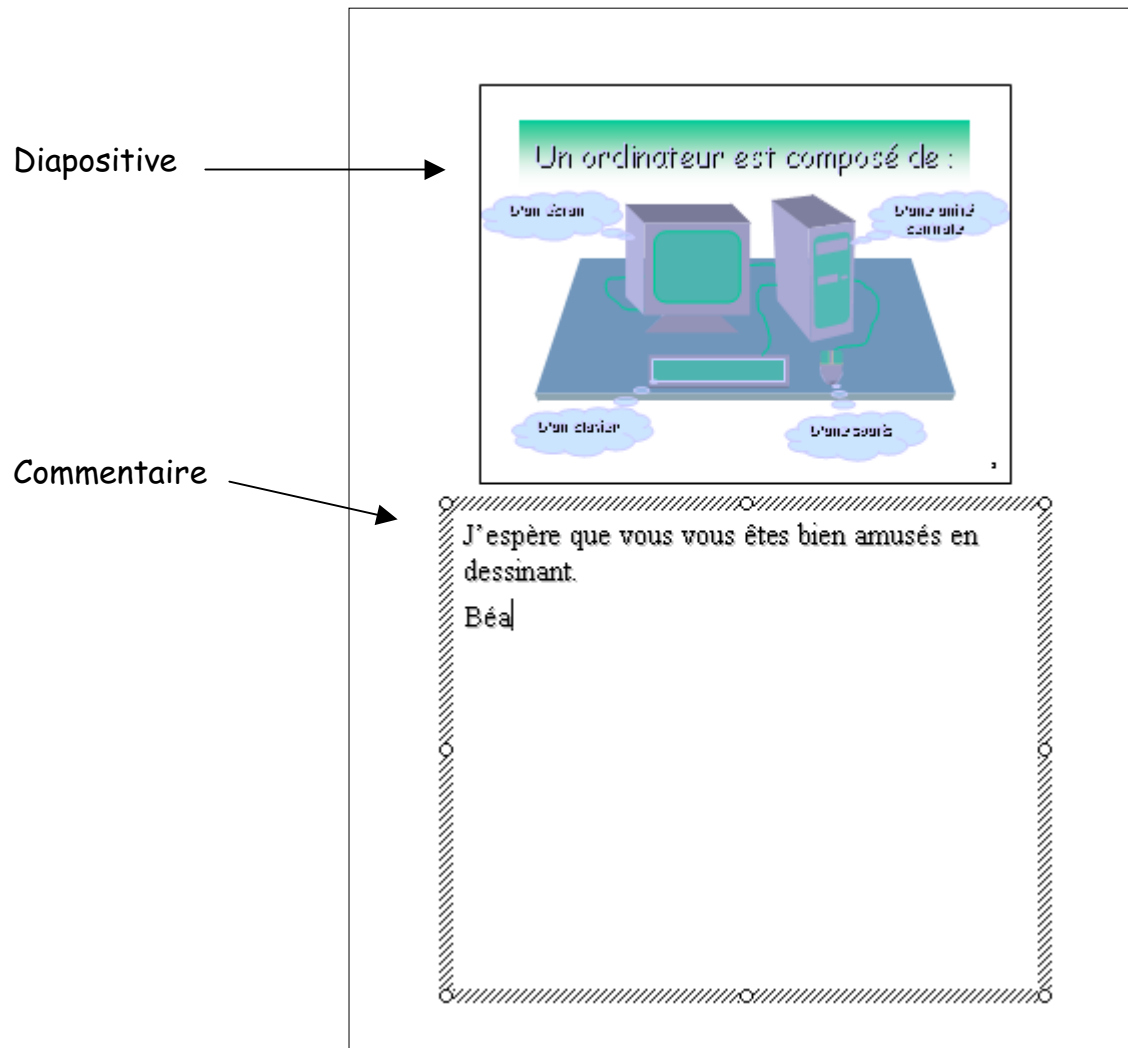 Diapositive
Un ordinateur est composé de :
D'un écran
D'une unité
centrale
D'un clavier
D'une souris
Commentaire
J'espère que vous vous êtes bien amusés en
dessinant.
Béa